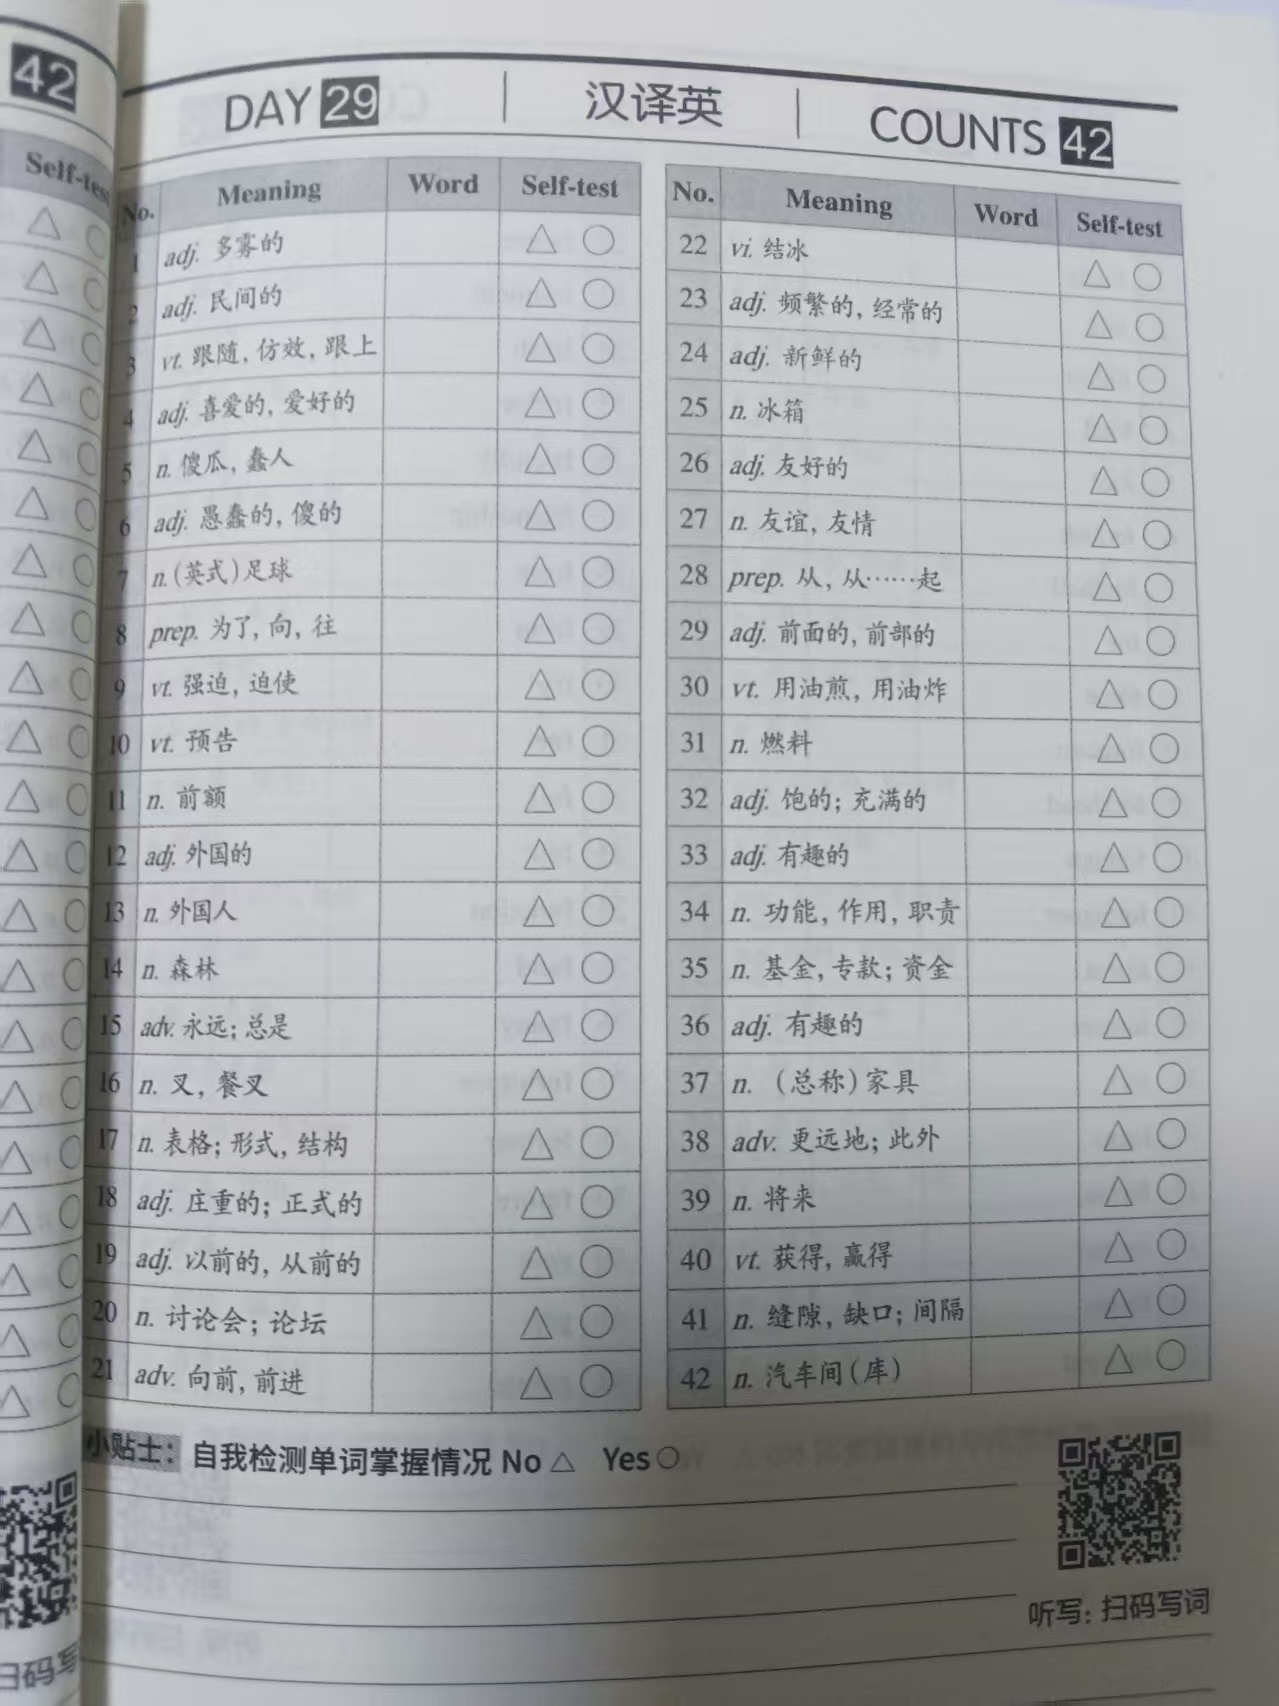 42
Self-test
DAY 29
汉译英
COUNTS 42
No. Meaning Word Self-test
1 adj. 多雾的
2 adj. 民间的
3 vt. 跟随, 仿效, 跟上
4 adj. 喜爱的, 爱好的
5 n. 傻瓜, 蠢人
6 adj. 愚蠢的, 傻的
7 n. (英式) 足球
8 prep. 为了, 向, 往
9 vt. 强迫, 迫使
10 vt. 预告
11 n. 前额
12 adj. 外国的
13 n. 外国人
14 n. 森林
15 adv. 永远; 总是
16 n. 叉, 餐叉
17 n. 表格; 形式, 结构
18 adj. 庄重的; 正式的
19 adj. 以前的, 从前的
20 n. 讨论会; 论坛
21 adv. 向前, 前进
No. Meaning Word Self-test
22 vi. 结冰
23 adj. 频繁的, 经常的
24 adj. 新鲜的
25 n. 冰箱
26 adj. 友好的
27 n. 友谊, 友情
28 prep. 从, 从……起
29 adj. 前面的, 前部的
30 vt. 用油煎, 用油炸
31 n. 燃料
32 adj. 饱的; 充满的
33 adj. 有趣的
34 n. 功能, 作用, 职责
35 n. 基金, 专款; 资金
36 adj. 有趣的
37 n. (总称) 家具
38 adv. 更远地; 此外
39 n. 将来
40 vt. 获得, 赢得
41 n. 缝隙, 缺口; 间隔
42 n. 汽车间 (库)
小贴士: 自我检测单词掌握情况 No △ Yes ○
听写: 扫码写词
扫码写